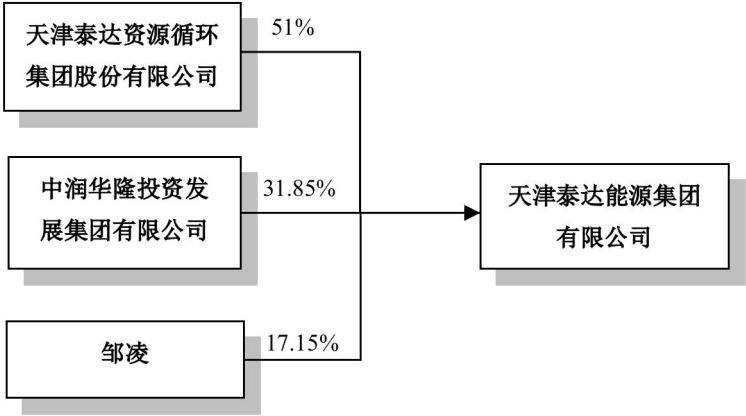 天津泰达资源循环
集团股份有限公司
51%
中润华隆投资发
展集团有限公司
31.85%
天津泰达能源集团
有限公司
邹凌
17.15%